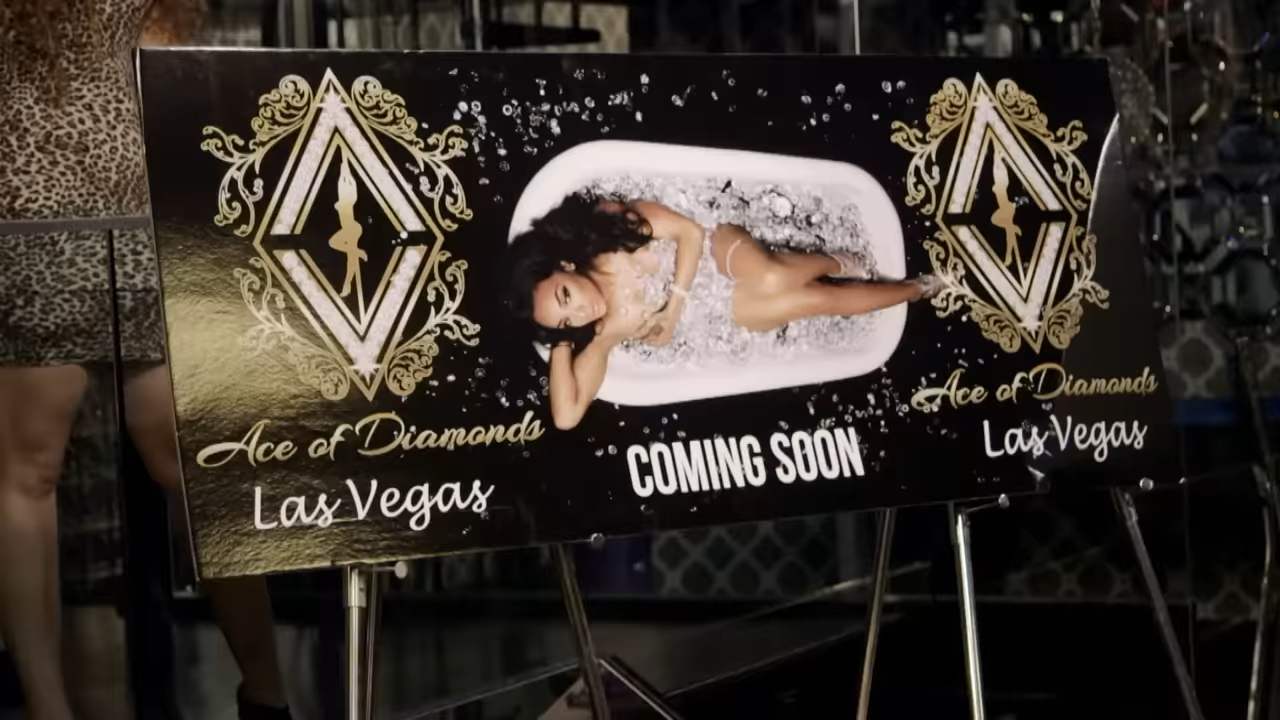 Ace of Diamonds
Las Vegas
COMING SOON
Ace of Diamonds
Las Vegas